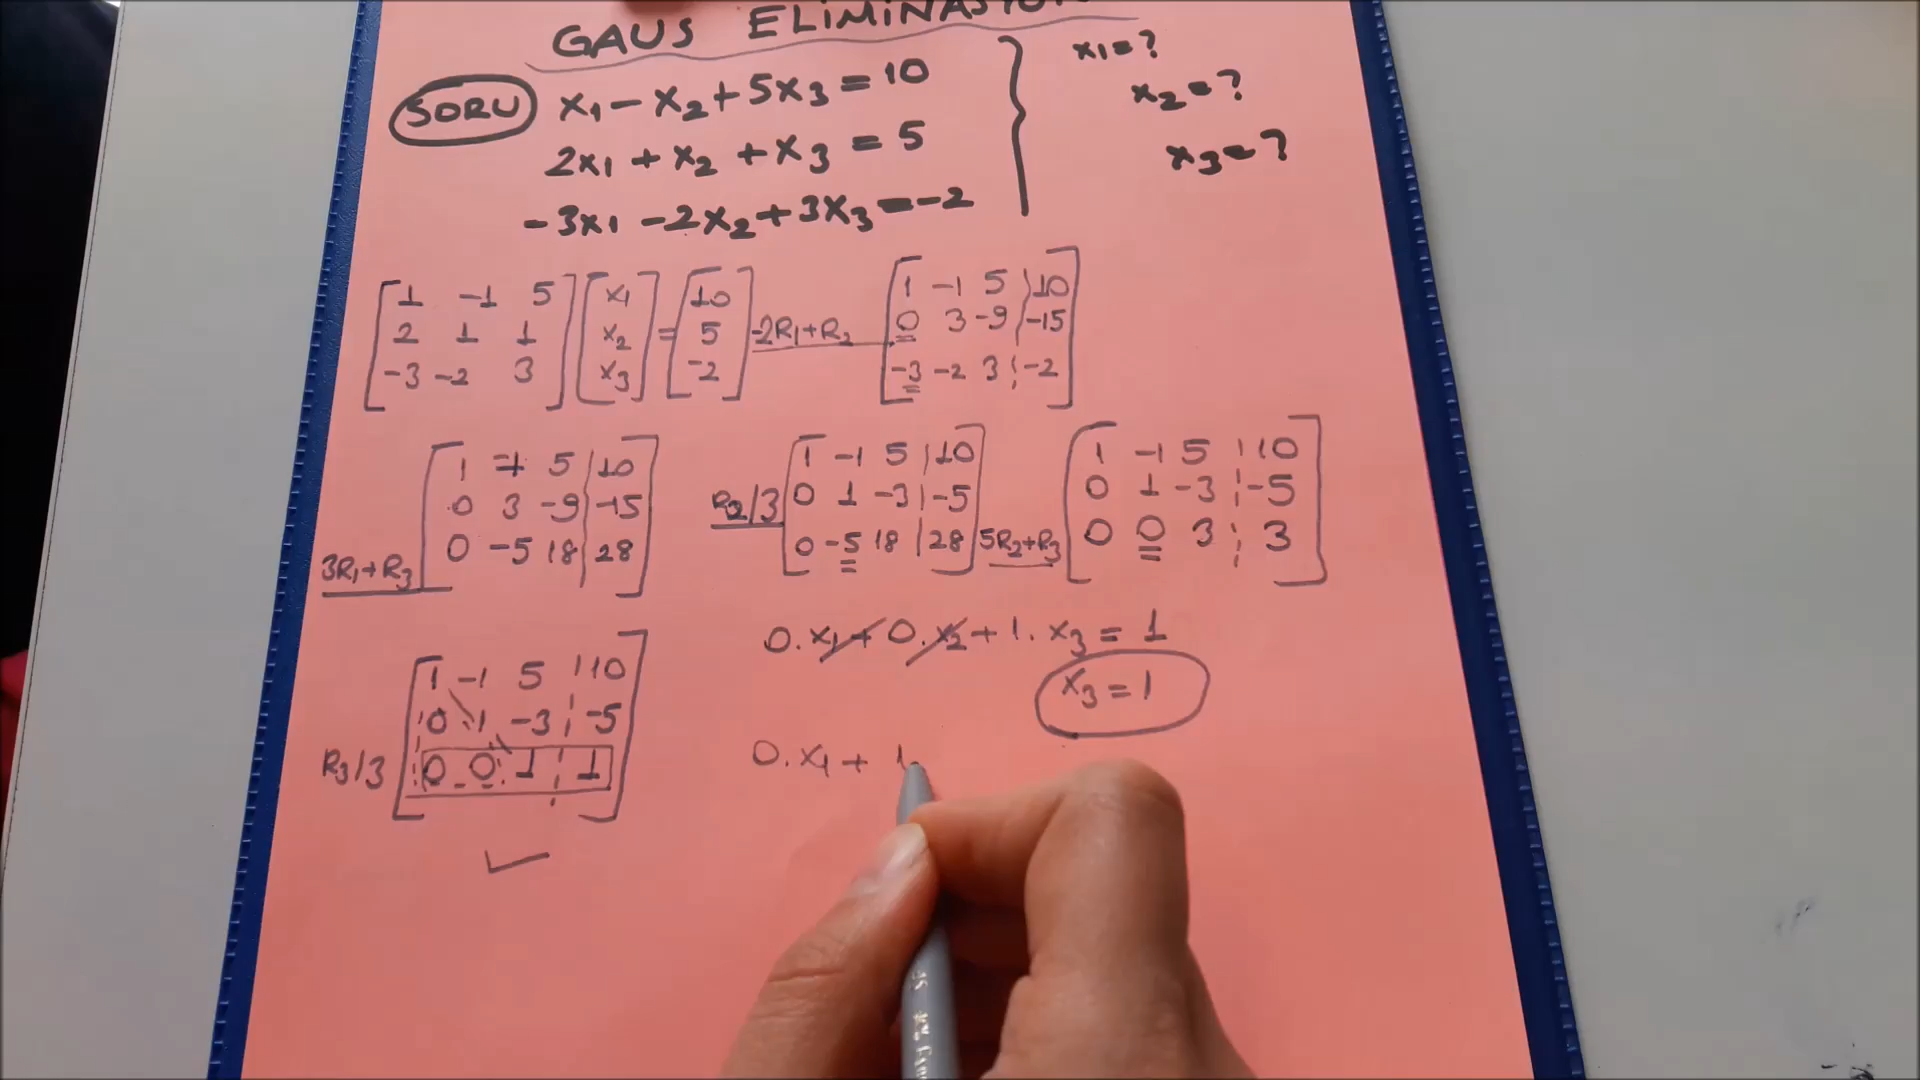 GAUS ELİMİNASYON
SORU x1 - x2 + 5x3 = 10
2x1 + x2 + x3 = 5
-3x1 - 2x2 + 3x3 = -2
x1 = ?
x2 = ?
x3 = ?
1 -1 5 x1 10
2 1 1 x2 = 5
-3 -2 3 x3 -2
-2R1+R2
1 -1 5 10
0 3 -9 -15
-3 -2 3 -2
3R1+R3
1 -1 5 10
0 3 -9 -15
0 -5 18 28
R2/3
1 -1 5 10
0 1 -3 -5
0 -5 18 28
5R2+R3
1 -1 5 10
0 1 -3 -5
0 0 3 3
R3/3
1 -1 5 10
0 1 -3 -5
0 0 1 1
0.x1 + 0.x2 + 1.x3 = 1
x3 = 1
0.x1 + 1.